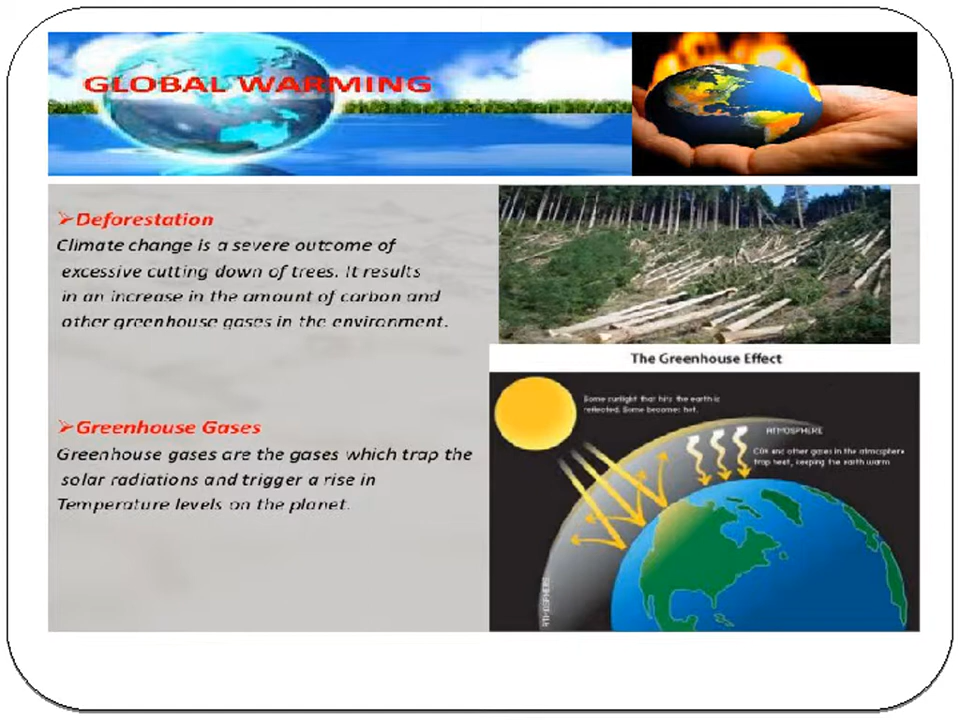 GLOBAL WARMING
➢Deforestation
Climate change is a severe outcome of
excessive cutting down of trees. It results
in an increase in the amount of carbon and
other greenhouse gases in the environment.
➢Greenhouse Gases
Greenhouse gases are the gases which trap the
solar radiations and trigger a rise in
Temperature levels on the planet.
The Greenhouse Effect
Some sunlight that hits the earth is
reflected. Some becomes hot.
ATMOSPHERE
CO2 and other gases in the atmosphere
trap heat, keeping the earth warm
ATMOSPHERE